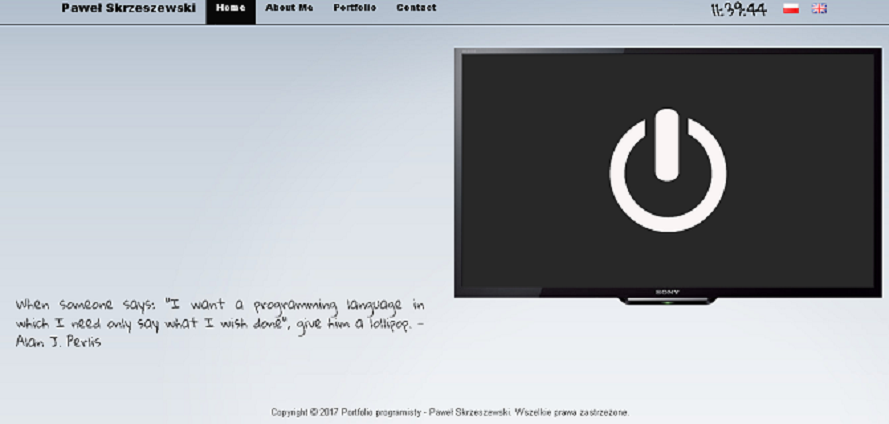 Paweł Skrzeszewski Home About Me Portfolio Contact 11:39:44
SONY
When someone says: "I want a programming language in
which I need only say what I wish done", give him a lollipop. -
Alan J. Perlis
Copyright © 2017 Portfolio programisty - Paweł Skrzeszewski. Wszelkie prawa zastrzeżone.